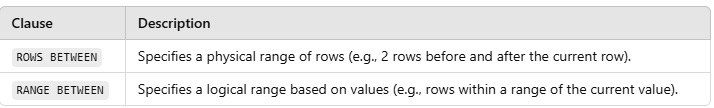 Clause Description
ROWS BETWEEN Specifies a physical range of rows (e.g., 2 rows before and after the current row).
RANGE BETWEEN Specifies a logical range based on values (e.g., rows within a range of the current value).